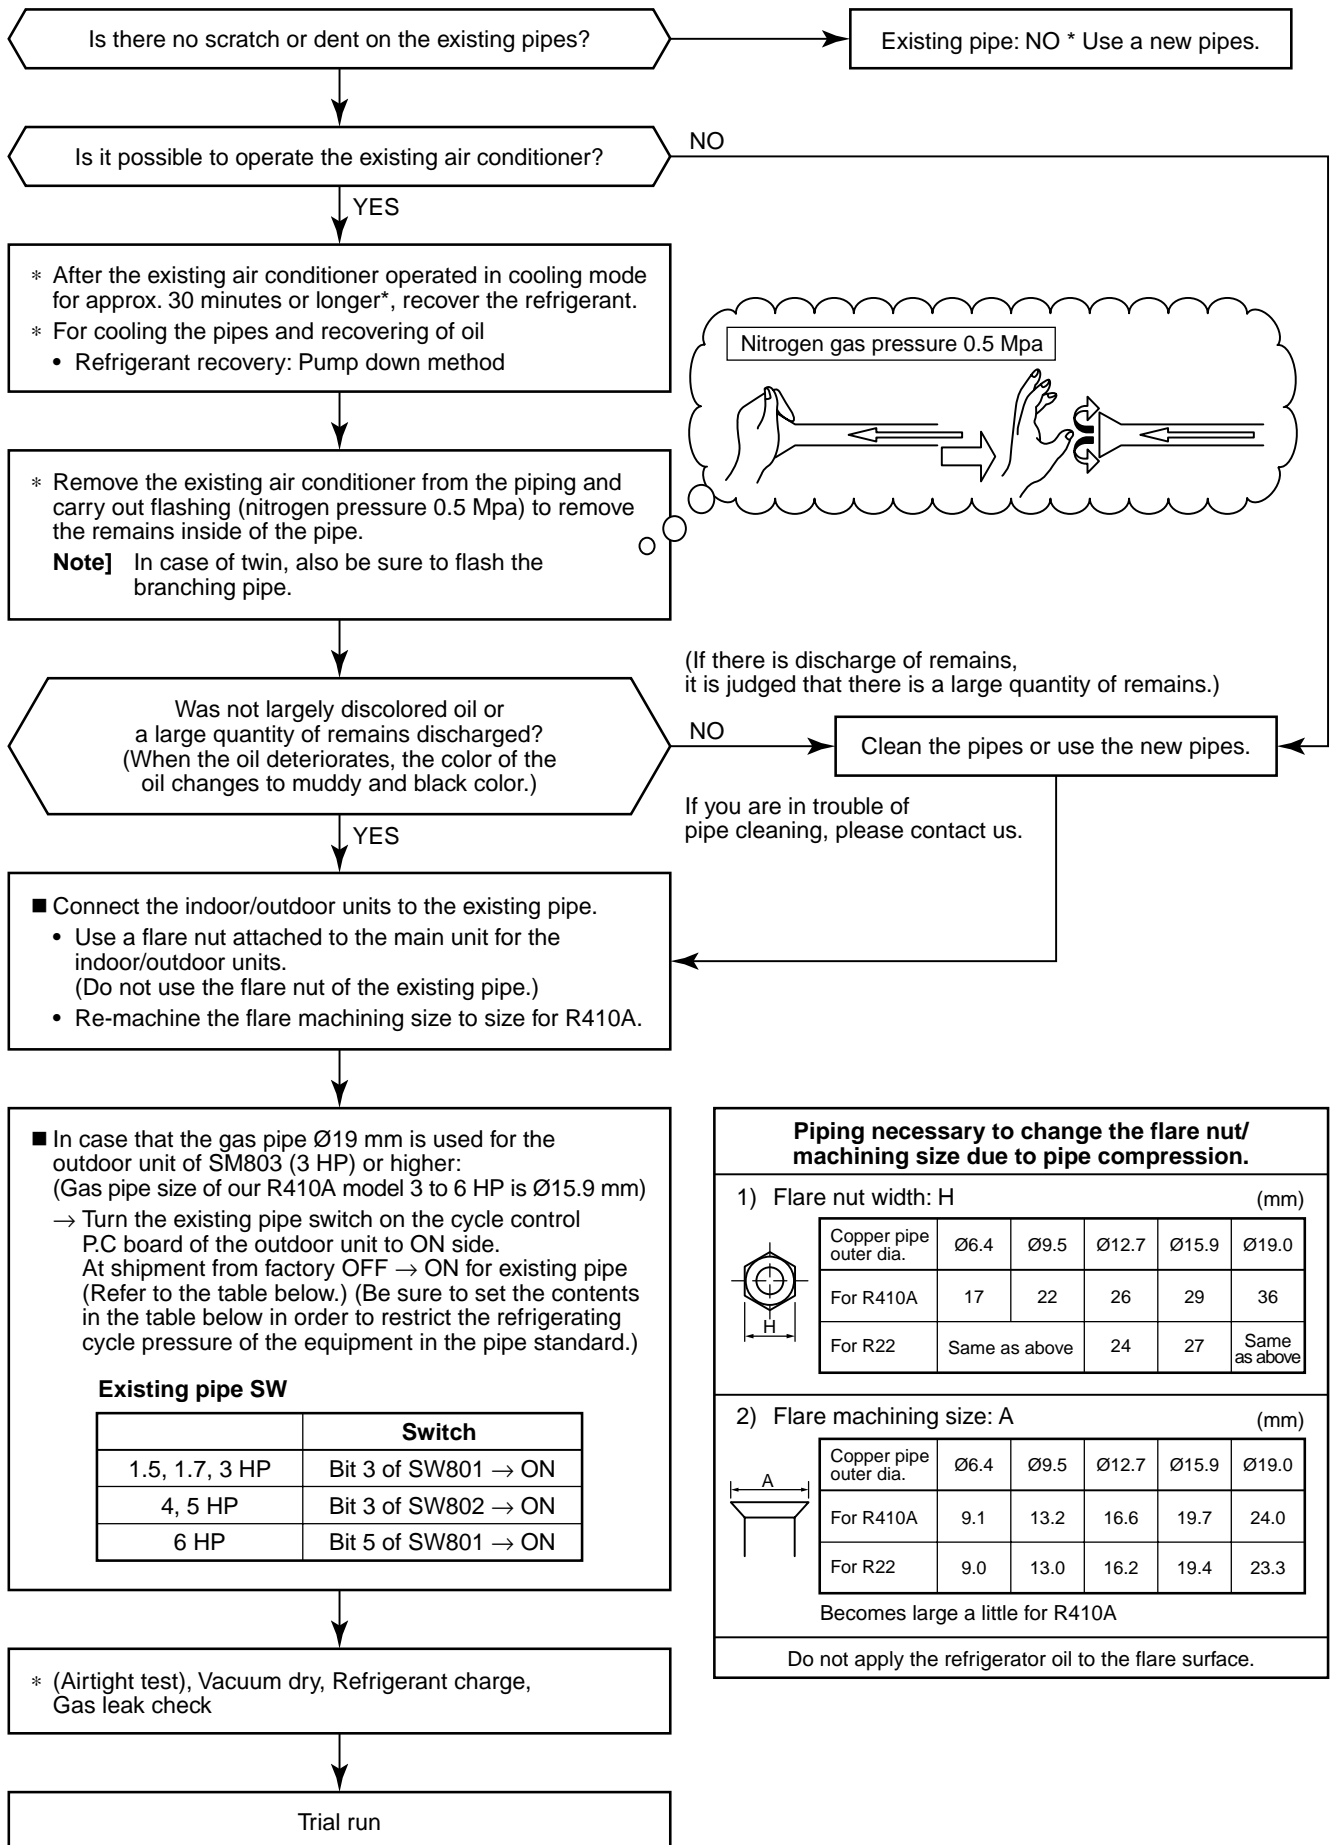 Is there no scratch or dent on the existing pipes?
Existing pipe: NO * Use a new pipes.
Is it possible to operate the existing air conditioner?
NO
YES
* After the existing air conditioner operated in cooling mode
for approx. 30 minutes or longer*, recover the refrigerant.
* For cooling the pipes and recovering of oil
• Refrigerant recovery: Pump down method
Nitrogen gas pressure 0.5 Mpa
* Remove the existing air conditioner from the piping and
carry out flashing (nitrogen pressure 0.5 Mpa) to remove
the remains inside of the pipe.
Note] In case of twin, also be sure to flash the
branching pipe.
(If there is discharge of remains,
it is judged that there is a large quantity of remains.)
Was not largely discolored oil or
a large quantity of remains discharged?
(When the oil deteriorates, the color of the
oil changes to muddy and black color.)
NO
Clean the pipes or use the new pipes.
If you are in trouble of
pipe cleaning, please contact us.
YES
■ Connect the indoor/outdoor units to the existing pipe.
• Use a flare nut attached to the main unit for the
indoor/outdoor units.
(Do not use the flare nut of the existing pipe.)
• Re-machine the flare machining size to size for R410A.
■ In case that the gas pipe Ø19 mm is used for the
outdoor unit of SM803 (3 HP) or higher:
(Gas pipe size of our R410A model 3 to 6 HP is Ø15.9 mm)
→ Turn the existing pipe switch on the cycle control
P.C board of the outdoor unit to ON side.
At shipment from factory OFF → ON for existing pipe
(Refer to the table below.) (Be sure to set the contents
in the table below in order to restrict the refrigerating
cycle pressure of the equipment in the pipe standard.)
Existing pipe SW
Switch
1.5, 1.7, 3 HP Bit 3 of SW801 → ON
4, 5 HP Bit 3 of SW802 → ON
6 HP Bit 5 of SW801 → ON
Piping necessary to change the flare nut/
machining size due to pipe compression.
1) Flare nut width: H (mm)
H
Copper pipe
outer dia. Ø6.4 Ø9.5 Ø12.7 Ø15.9 Ø19.0
For R410A 17 22 26 29 36
For R22 Same as above 24 27 Same
as above
2) Flare machining size: A (mm)
A
Copper pipe
outer dia. Ø6.4 Ø9.5 Ø12.7 Ø15.9 Ø19.0
For R410A 9.1 13.2 16.6 19.7 24.0
For R22 9.0 13.0 16.2 19.4 23.3
Becomes large a little for R410A
Do not apply the refrigerator oil to the flare surface.
* (Airtight test), Vacuum dry, Refrigerant charge,
Gas leak check
Trial run